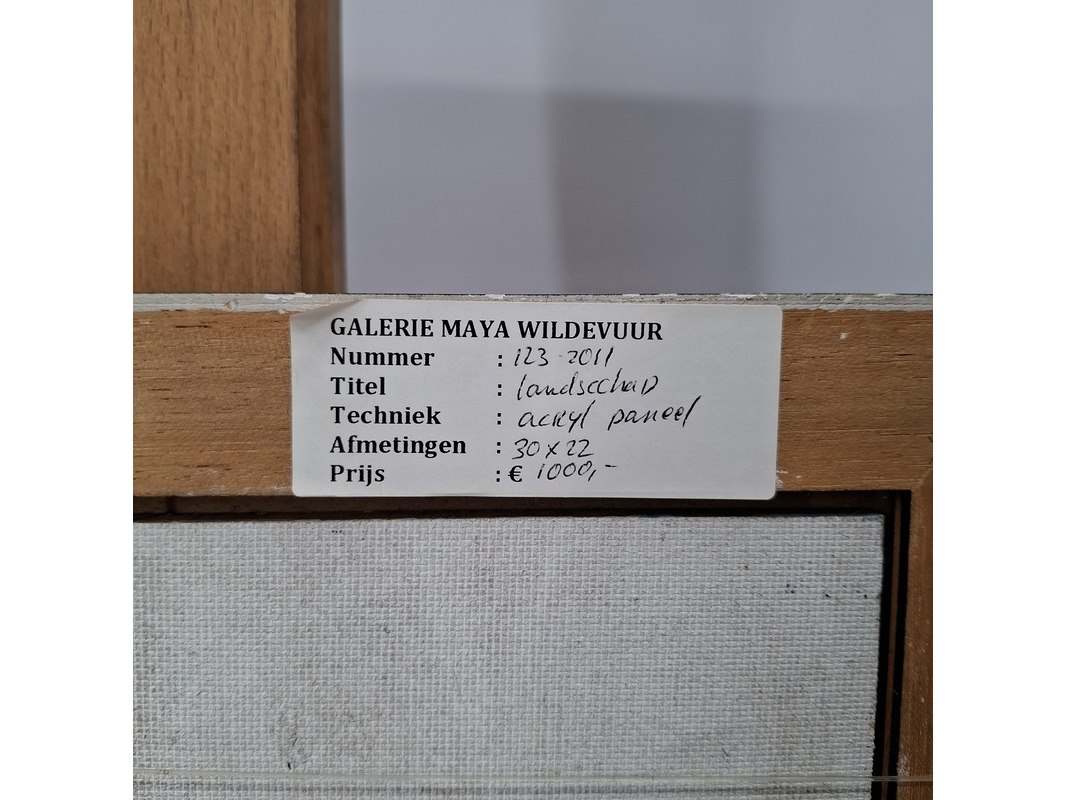 GALERIE MAYA WILDEVUUR
Nummer : 123-2011
Titel : landschap
Techniek : acryl paneel
Afmetingen : 30 x 22
Prijs : € 1000,-